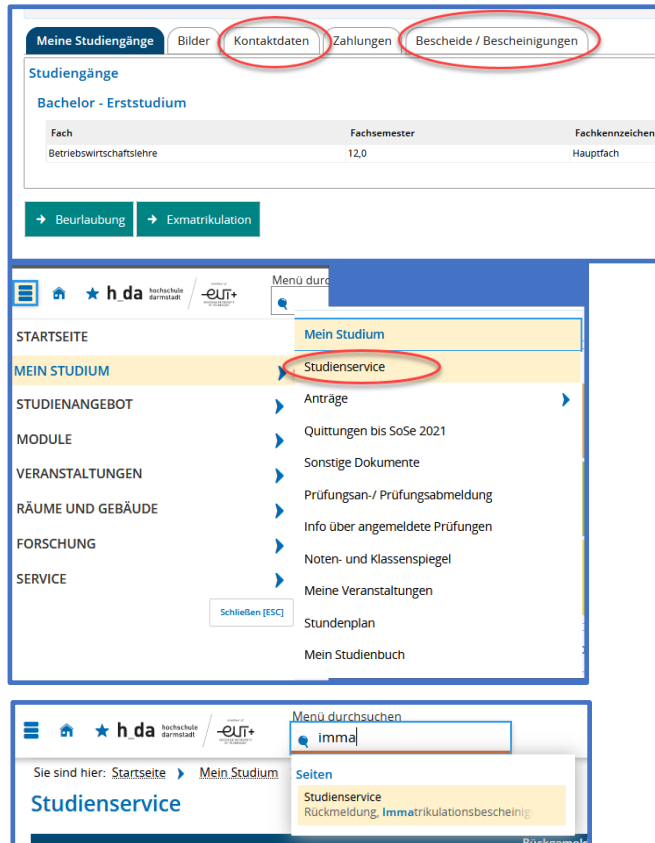 Meine Studiengänge Bilder Kontaktdaten Zahlungen Bescheide / Bescheinigungen
Studiengänge
Bachelor - Erststudium
Fach Fachsemester Fachkennzeichen
Betriebswirtschaftslehre 12,0 Hauptfach
Beurlaubung Exmatrikulation
h_da hochschule darmstadt eut+ Menü durc
STARTSEITE
MEIN STUDIUM
STUDIENANGEBOT
MODULE
VERANSTALTUNGEN
RÄUME UND GEBÄUDE
FORSCHUNG
SERVICE
Schließen [ESC]
Mein Studium
Studienservice
Anträge
Quittungen bis SoSe 2021
Sonstige Dokumente
Prüfungsan-/ Prüfungsabmeldung
Info über angemeldete Prüfungen
Noten- und Klassenspiegel
Meine Veranstaltungen
Stundenplan
Mein Studienbuch
Menü durchsuchen
h_da hochschule darmstadt eut+ imma
Sie sind hier: Startseite Mein Studium
Studienservice
Seiten
Studienservice
Rückmeldung, Immatrikulationsbescheinig